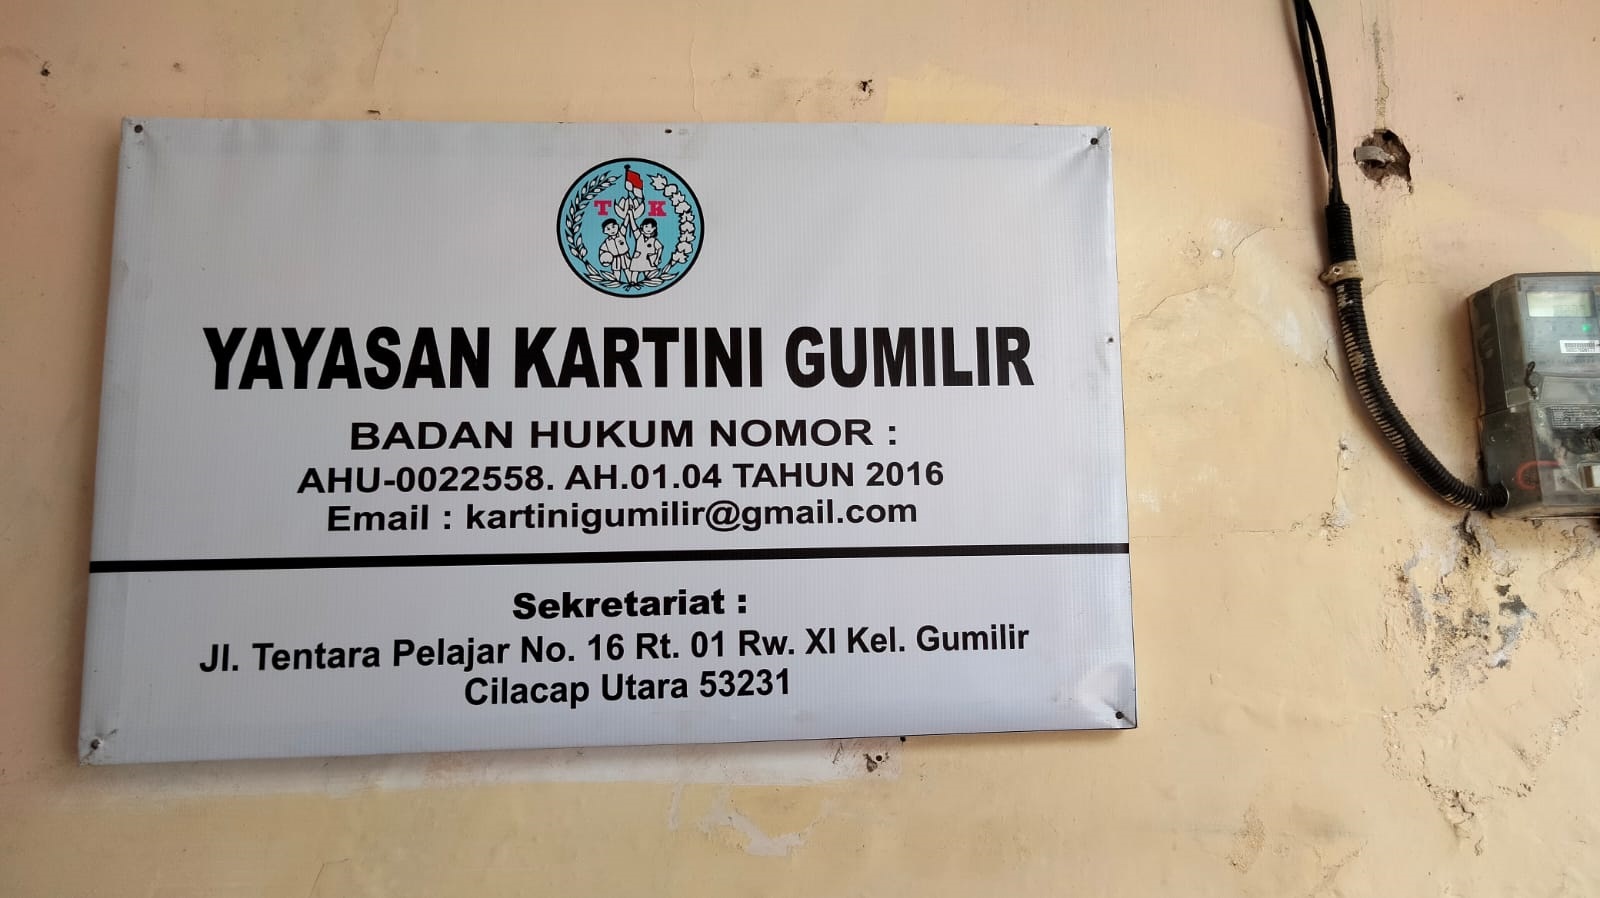 T K
YAYASAN KARTINI GUMILIR
BADAN HUKUM NOMOR :
AHU-0022558. AH.01.04 TAHUN 2016
Email : kartinigumilir@gmail.com
Sekretariat :
Jl. Tentara Pelajar No. 16 Rt. 01 Rw. XI Kel. Gumilir
Cilacap Utara 53231